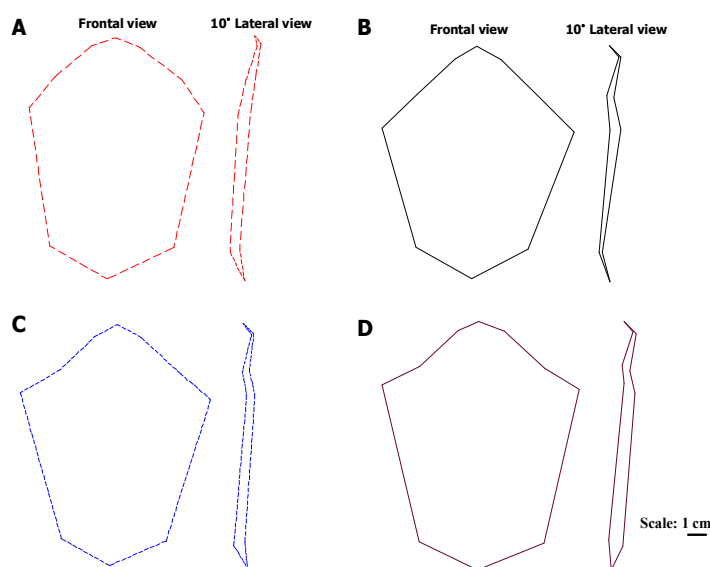 A
Frontal view
10° Lateral view
B
Frontal view
10° Lateral view
C
D
Scale: 1 cm